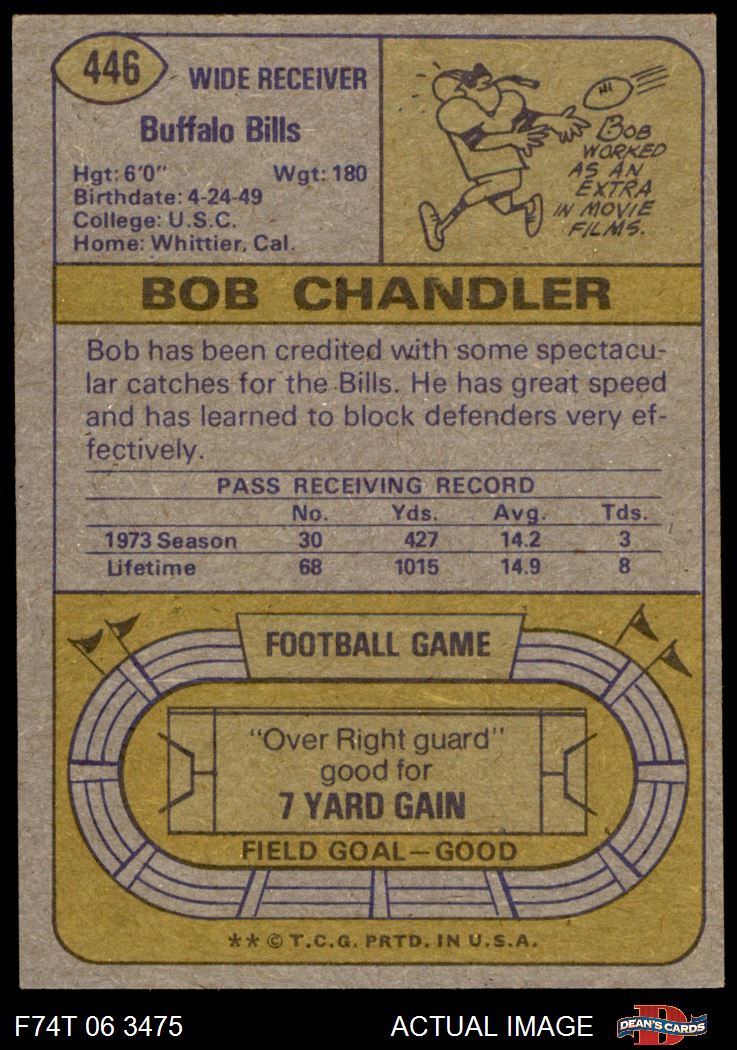 446
WIDE RECEIVER
Buffalo Bills
Hgt: 6'0" Wgt: 180
Birthdate: 4-24-49
College: U.S.C.
Home: Whittier, Cal.
HI
BOB
WORKED
AS AN
EXTRA
IN MOVIE
FILMS.
BOB CHANDLER
Bob has been credited with some spectacu-
lar catches for the Bills. He has great speed
and has learned to block defenders very ef-
fectively.
PASS RECEIVING RECORD
No. Yds. Avg. Tds.
1973 Season 30 427 14.2 3
Lifetime 68 1015 14.9 8
FOOTBALL GAME
"Over Right guard"
good for
7 YARD GAIN
FIELD GOAL—GOOD
** © T.C.G. PRTD. IN U.S.A.
F74T 06 3475 ACTUAL IMAGE D DEAN'S CARDS